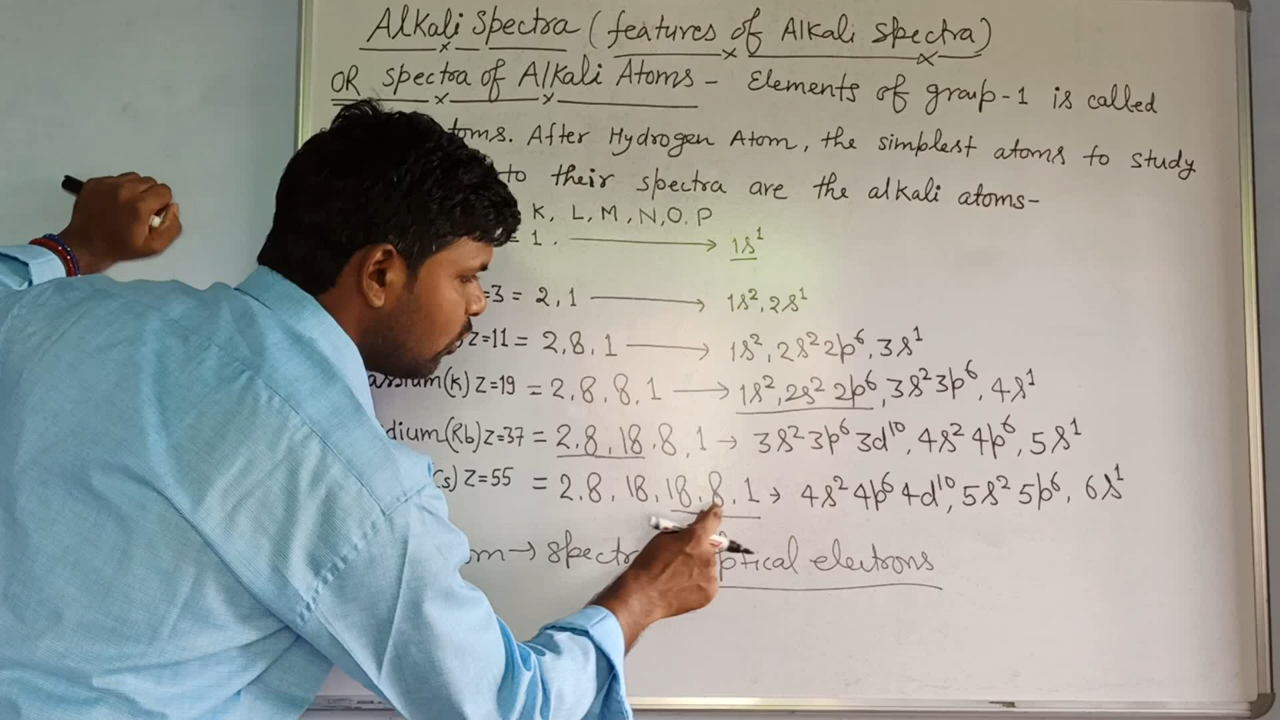 Alkali Spectra (features of Alkali Spectra)
OR Spectra of Alkali Atoms - Elements of group-1 is called
toms. After Hydrogen Atom, the simplest atoms to study
to their spectra are the alkali atoms-
K, L, M, N, O, P
= 1. → 1s¹
=3 = 2,1 → 1s², 2s¹
Z=11 = 2,8,1 → 1s², 2s² 2p⁶, 3s¹
assium(K) Z=19 = 2,8,8,1 → 1s², 2s² 2p⁶, 3s² 3p⁶, 4s¹
dium(Rb) Z=37 = 2,8,18,8,1 → 3s² 3p⁶ 3d¹⁰, 4s² 4p⁶, 5s¹
s) Z=55 = 2,8,18,18,8,1 → 4s² 4p⁶ 4d¹⁰, 5s² 5p⁶, 6s¹
om → spectr ptical electrons